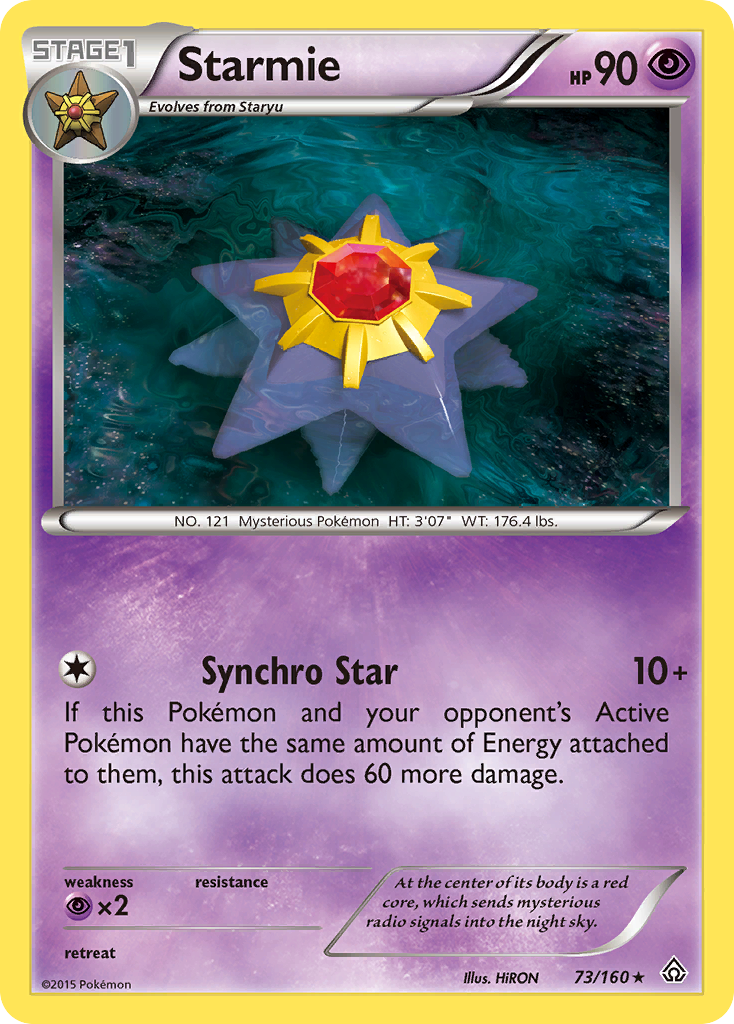 STAGE1
Starmie
HP 90
Evolves from Staryu
NO. 121 Mysterious Pokémon HT: 3'07" WT: 176.4 lbs.
Synchro Star 10+
If this Pokémon and your opponent's Active
Pokémon have the same amount of Energy attached
to them, this attack does 60 more damage.
weakness resistance
×2
retreat
At the center of its body is a red
core, which sends mysterious
radio signals into the night sky.
©2015 Pokémon
Illus. HiRON 73/160 ★